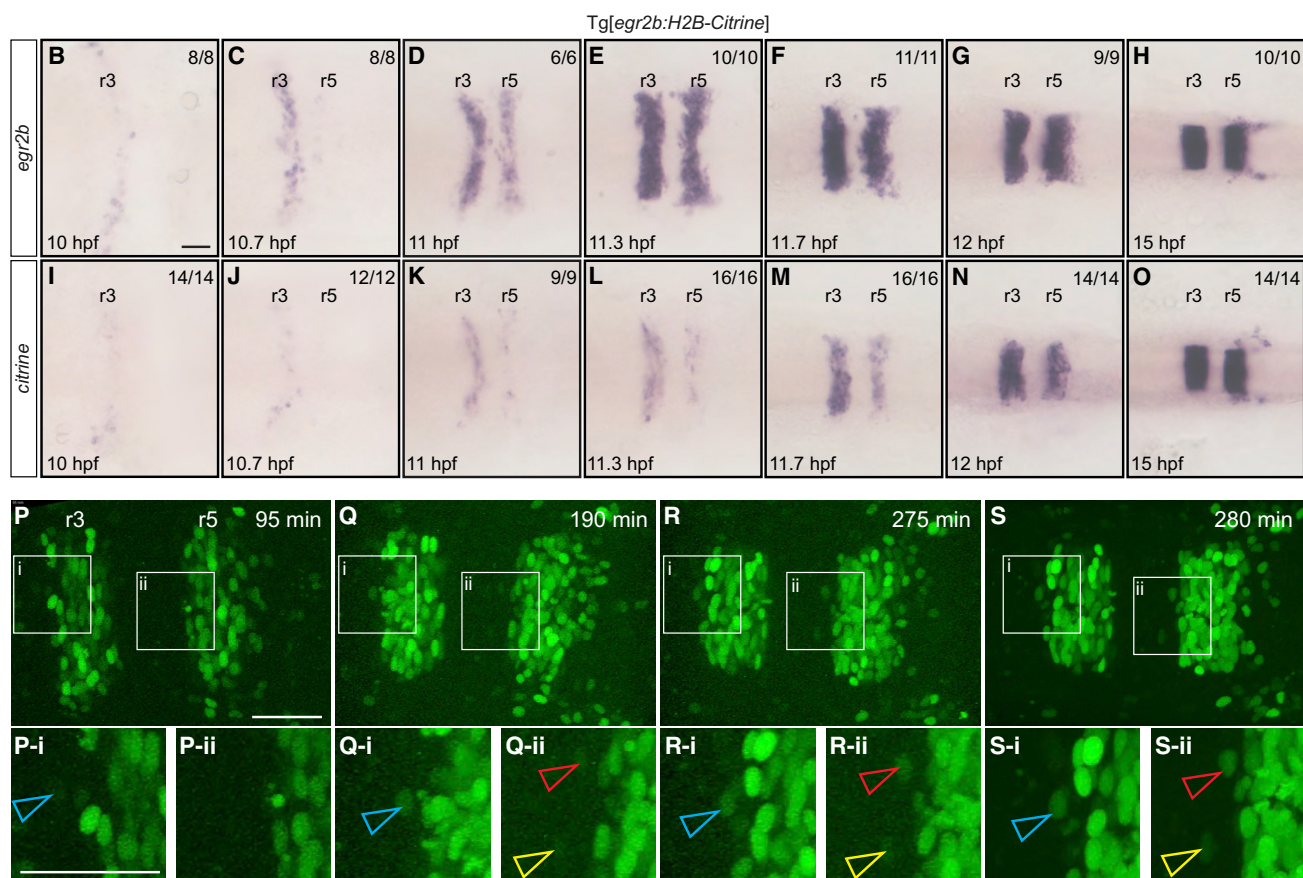 Tg[egr2b:H2B-Citrine]
egr2b
B 8/8
r3
10 hpf
C 8/8
r3 r5
10.7 hpf
D 6/6
r3 r5
11 hpf
E 10/10
r3 r5
11.3 hpf
F 11/11
r3 r5
11.7 hpf
G 9/9
r3 r5
12 hpf
H 10/10
r3 r5
15 hpf
citrine
I 14/14
r3
10 hpf
J 12/12
r3 r5
10.7 hpf
K 9/9
r3 r5
11 hpf
L 16/16
r3 r5
11.3 hpf
M 16/16
r3 r5
11.7 hpf
N 14/14
r3 r5
12 hpf
O 14/14
r3 r5
15 hpf
P r3 r5 95 min
i
ii
Q 190 min
i
ii
R 275 min
i
ii
S 280 min
i
ii
P-i
P-ii
Q-i
Q-ii
R-i
R-ii
S-i
S-ii